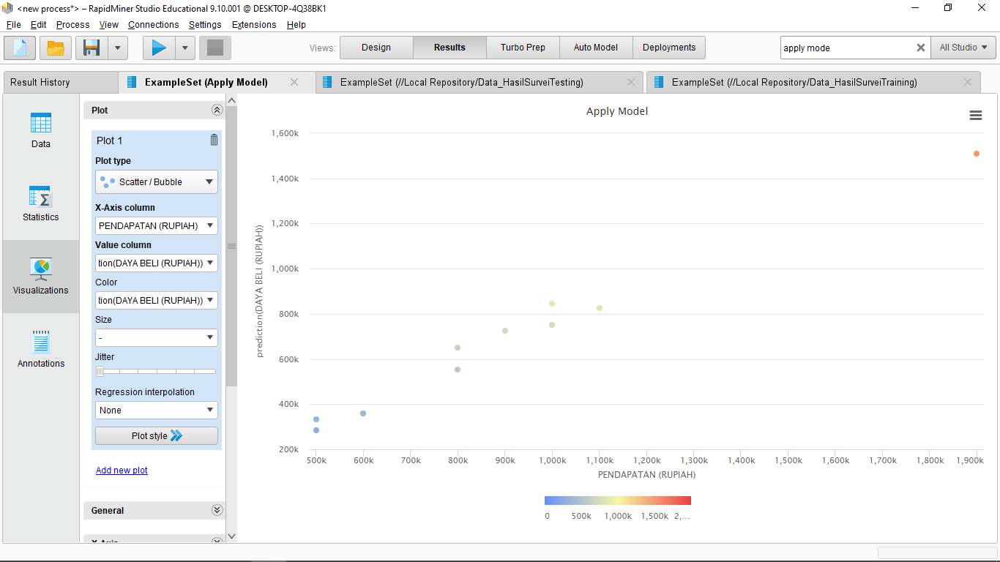 <new process*> – RapidMiner Studio Educational 9.10.001 @ DESKTOP-4Q38BK1
File Edit Process View Connections Settings Extensions Help
Views: Design Results Turbo Prep Auto Model Deployments apply mode All Studio
Result History ExampleSet (Apply Model) ExampleSet (//Local Repository/Data_HasilSurveiTesting) ExampleSet (//Local Repository/Data_HasilSurveiTraining)
Data
Statistics
Visualizations
Annotations
Plot
Plot 1
Plot type
Scatter / Bubble
X-Axis column
PENDAPATAN (RUPIAH)
Value column
tion(DAYA BELI (RUPIAH))
Color
tion(DAYA BELI (RUPIAH))
Size
-
Jitter
Regression interpolation
None
Plot style
Add new plot
General
X-Axis
Apply Model
prediction(DAYA BELI (RUPIAH))
1,600k
1,400k
1,200k
1,000k
800k
600k
400k
200k
500k 600k 700k 800k 900k 1,000k 1,100k 1,200k 1,300k 1,400k 1,500k 1,600k 1,700k 1,800k 1,900k
PENDAPATAN (RUPIAH)
0 500k 1,000k 1,500k 2,...